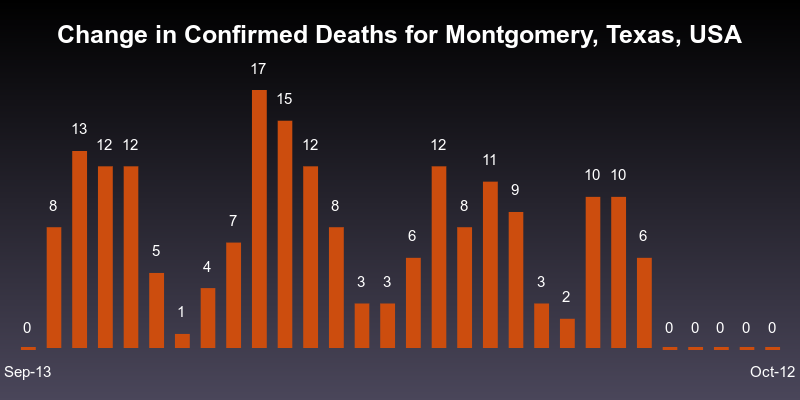 Change in Confirmed Deaths for Montgomery, Texas, USA
0 8 13 12 12 5 1 4 7 17 15 12 8 3 3 6 12 8 11 9 3 2 10 10 6 0 0 0 0 0
Sep-13 Oct-12